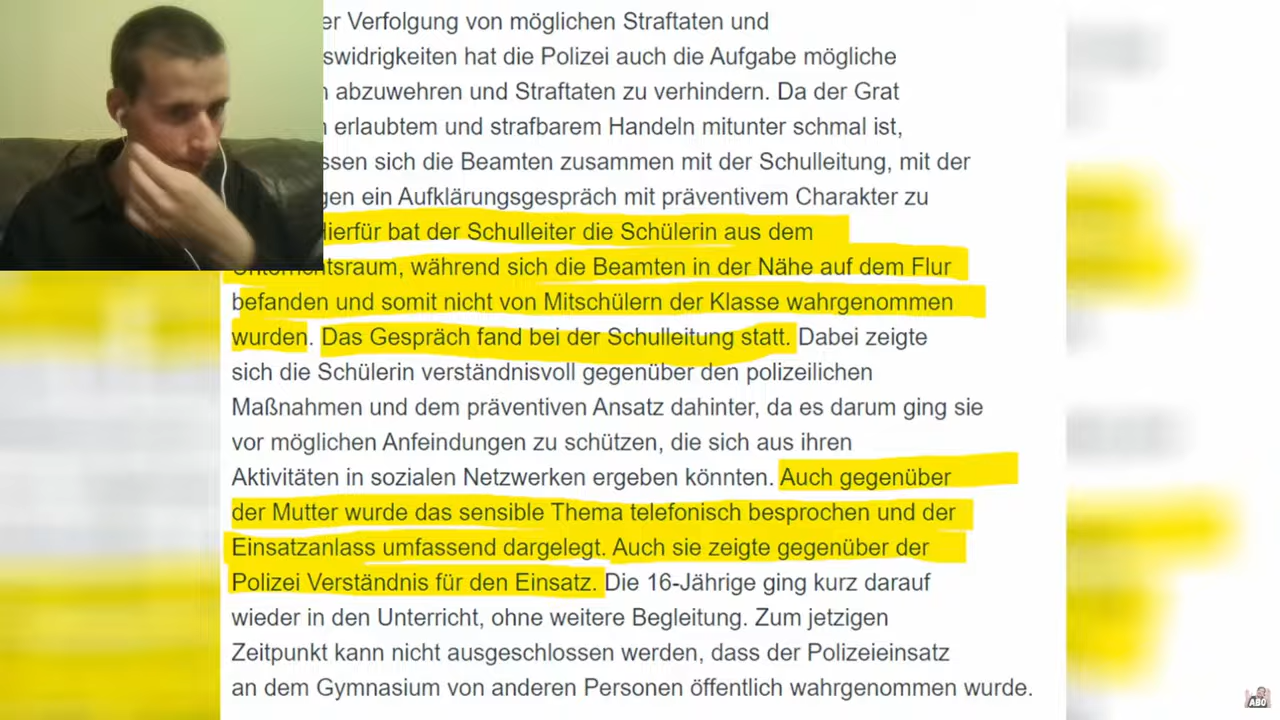 er Verfolgung von möglichen Straftaten und
swidrigkeiten hat die Polizei auch die Aufgabe mögliche
abzuwehren und Straftaten zu verhindern. Da der Grat
erlaubtem und strafbarem Handeln mitunter schmal ist,
ssen sich die Beamten zusammen mit der Schulleitung, mit der
gen ein Aufklärungsgespräch mit präventivem Charakter zu
Hierfür bat der Schulleiter die Schülerin aus dem
Unterrichtsraum, während sich die Beamten in der Nähe auf dem Flur
befanden und somit nicht von Mitschülern der Klasse wahrgenommen
wurden. Das Gespräch fand bei der Schulleitung statt. Dabei zeigte
sich die Schülerin verständnisvoll gegenüber den polizeilichen
Maßnahmen und dem präventiven Ansatz dahinter, da es darum ging sie
vor möglichen Anfeindungen zu schützen, die sich aus ihren
Aktivitäten in sozialen Netzwerken ergeben könnten. Auch gegenüber
der Mutter wurde das sensible Thema telefonisch besprochen und der
Einsatzanlass umfassend dargelegt. Auch sie zeigte gegenüber der
Polizei Verständnis für den Einsatz. Die 16-Jährige ging kurz darauf
wieder in den Unterricht, ohne weitere Begleitung. Zum jetzigen
Zeitpunkt kann nicht ausgeschlossen werden, dass der Polizeieinsatz
an dem Gymnasium von anderen Personen öffentlich wahrgenommen wurde.
ABO